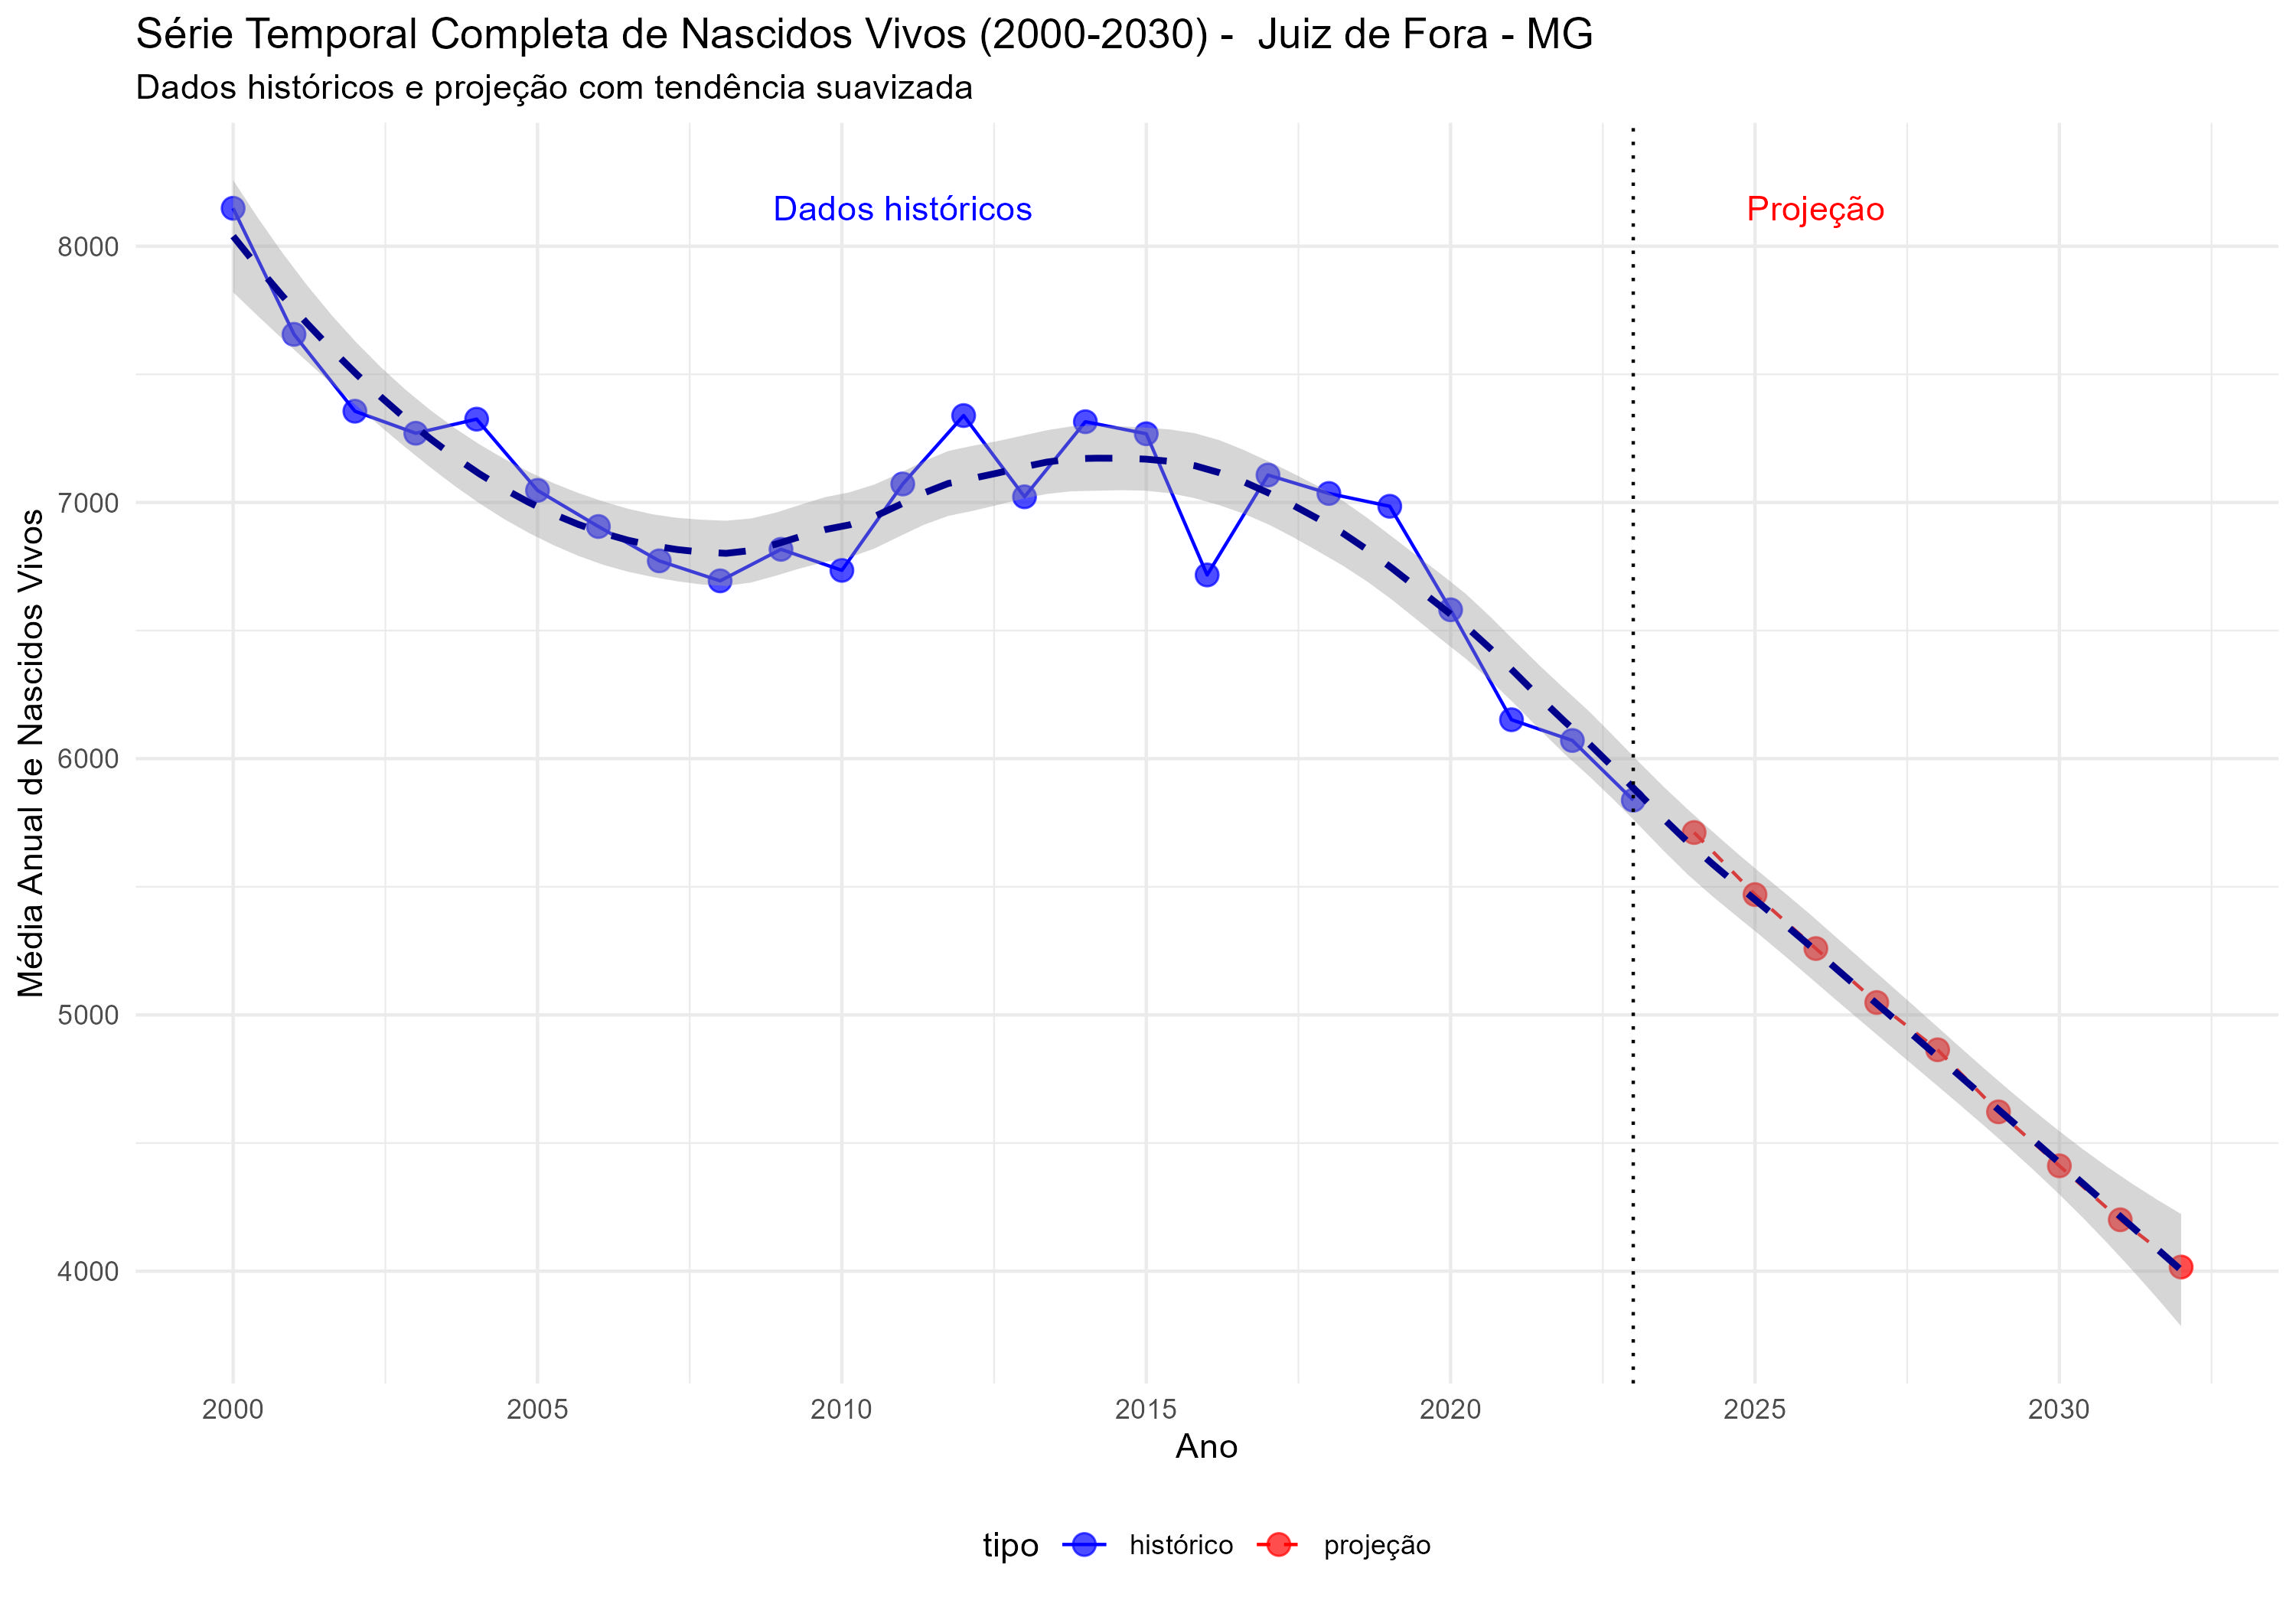 Série Temporal Completa de Nascidos Vivos (2000-2030) -  Juiz de Fora - MG
Dados históricos e projeção com tendência suavizada
Dados históricos
Projeção
Média Anual de Nascidos Vivos
8000
7000
6000
5000
4000
2000 2005 2010 2015 2020 2025 2030
Ano
tipo histórico projeção